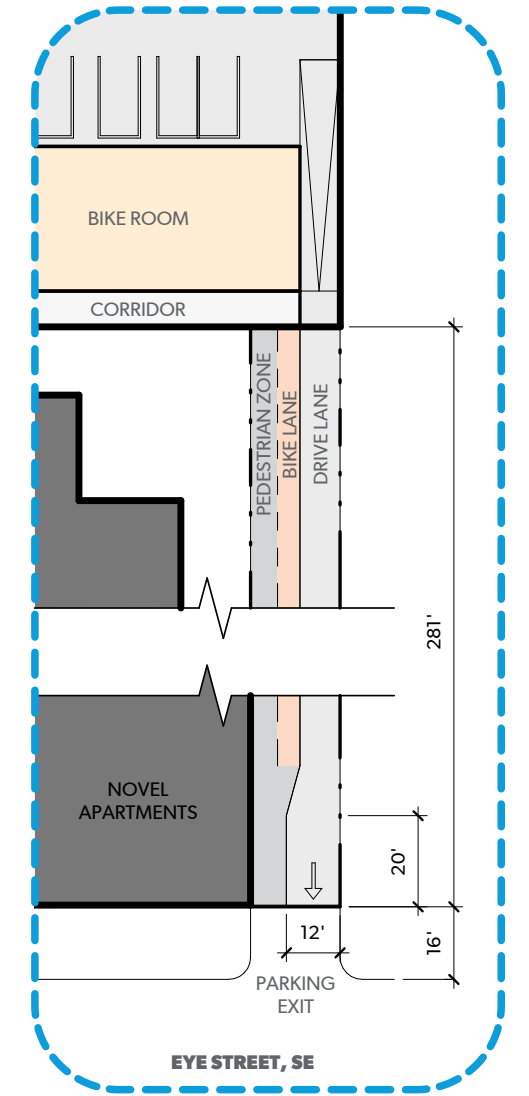 BIKE ROOM
CORRIDOR
PEDESTRIAN ZONE
BIKE LANE
DRIVE LANE
281'
NOVEL
APARTMENTS
20'
12'
16'
PARKING
EXIT
EYE STREET, SE